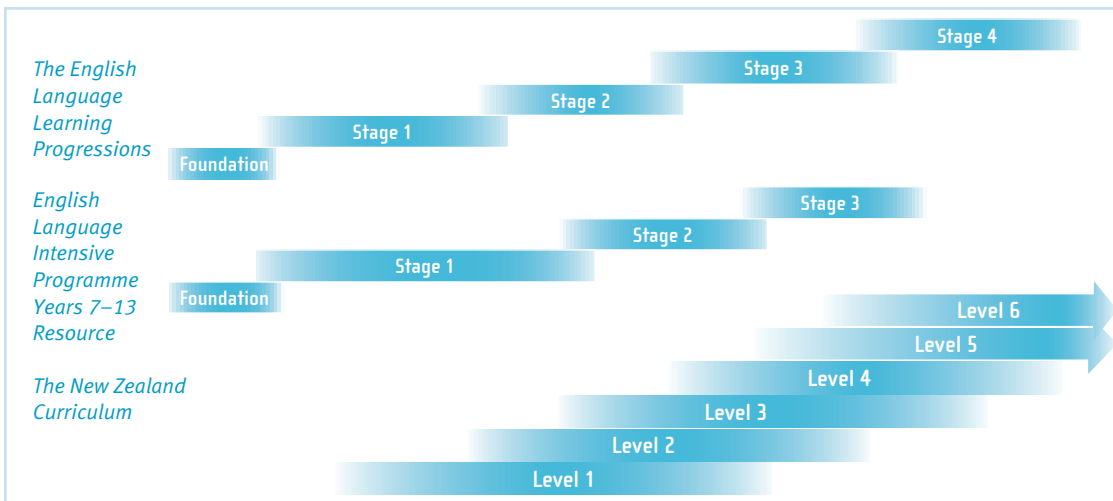 Stage 4
The English
Language
Learning
Progressions
Stage 3
Stage 2
Stage 1
Foundation
English
Language
Intensive
Programme
Years 7–13
Resource
Stage 3
Stage 2
Stage 1
Foundation
The New Zealand
Curriculum
Level 6
Level 5
Level 4
Level 3
Level 2
Level 1